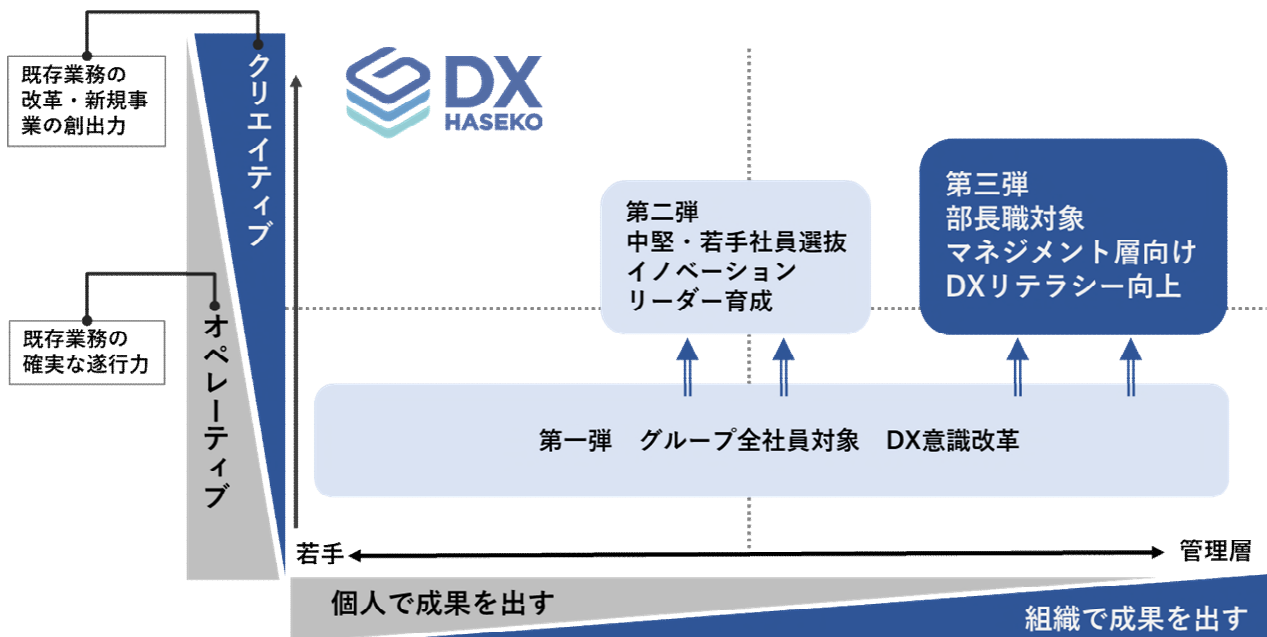 既存業務の
改革・新規事
業の創出力
クリエイティブ
DX
HASEKO
第二弾
中堅・若手社員選抜
イノベーション
リーダー育成
第三弾
部長職対象
マネジメント層向け
DXリテラシー向上
既存業務の
確実な遂行力
オペレーティブ
第一弾　グループ全社員対象　DX意識改革
若手
管理層
個人で成果を出す
組織で成果を出す